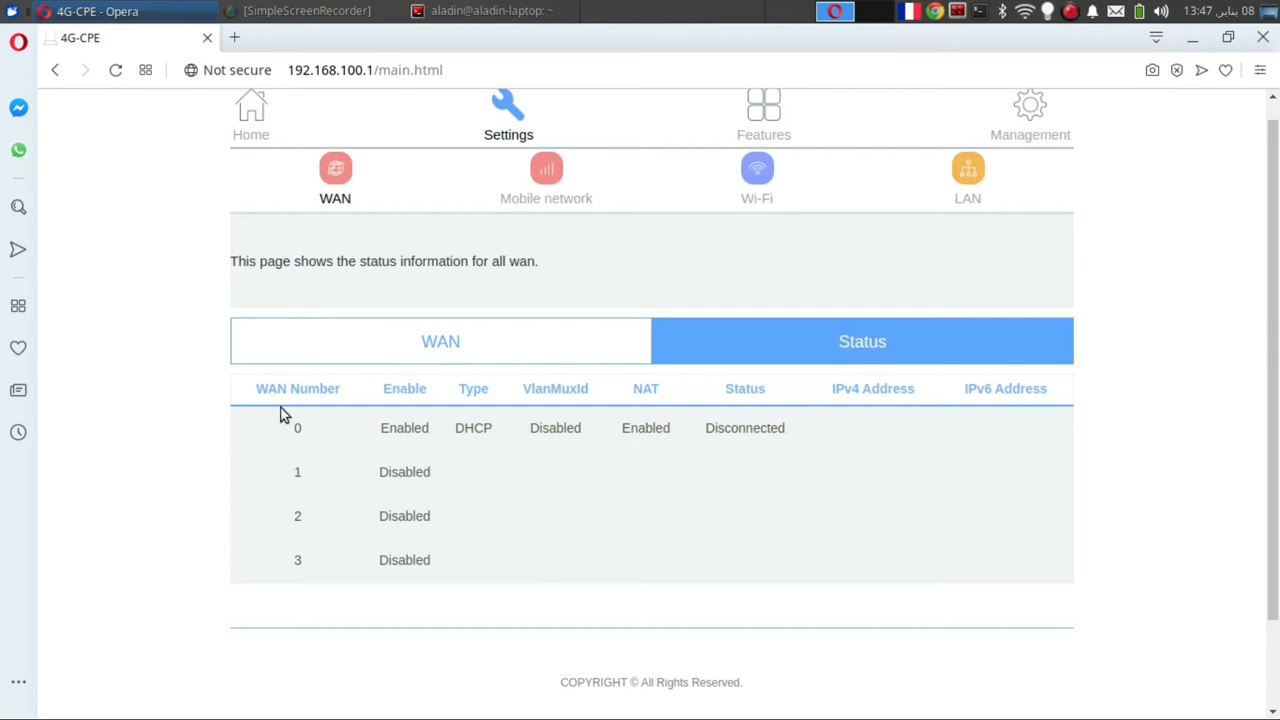 4G-CPE - Opera
[SimpleScreenRecorder]
aladin@aladin-laptop: ~
13:47 08 يناير,
4G-CPE
Not secure 192.168.100.1/main.html
Home Settings Features Management
WAN Mobile network Wi-Fi LAN
This page shows the status information for all wan.
WAN Status
WAN Number Enable Type VlanMuxId NAT Status IPv4 Address IPv6 Address
0 Enabled DHCP Disabled Enabled Disconnected
1 Disabled
2 Disabled
3 Disabled
COPYRIGHT © All Rights Reserved.